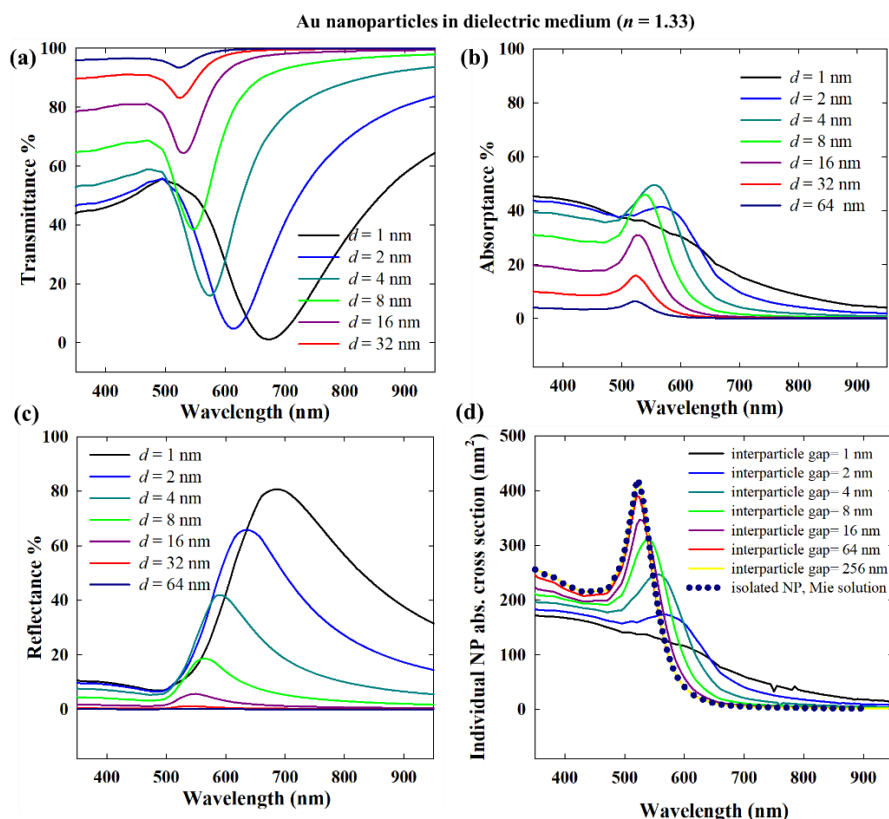 Au nanoparticles in dielectric medium (n = 1.33)
(a)
100
80
60
40
20
0
Transmittance %
d = 1 nm
d = 2 nm
d = 4 nm
d = 8 nm
d = 16 nm
d = 32 nm
400 500 600 700 800 900
Wavelength (nm)
(b)
100
80
60
40
20
0
Absorptance %
d = 1 nm
d = 2 nm
d = 4 nm
d = 8 nm
d = 16 nm
d = 32 nm
d = 64 nm
400 500 600 700 800 900
Wavelength (nm)
(c)
100
80
60
40
20
0
Reflectance %
d = 1 nm
d = 2 nm
d = 4 nm
d = 8 nm
d = 16 nm
d = 32 nm
d = 64 nm
400 500 600 700 800 900
Wavelength (nm)
(d)
500
400
300
200
100
0
Individual NP abs. cross section (nm²)
interparticle gap= 1 nm
interparticle gap= 2 nm
interparticle gap= 4 nm
interparticle gap= 8 nm
interparticle gap= 16 nm
interparticle gap= 64 nm
interparticle gap= 256 nm
isolated NP, Mie solution
400 500 600 700 800 900
Wavelength (nm)